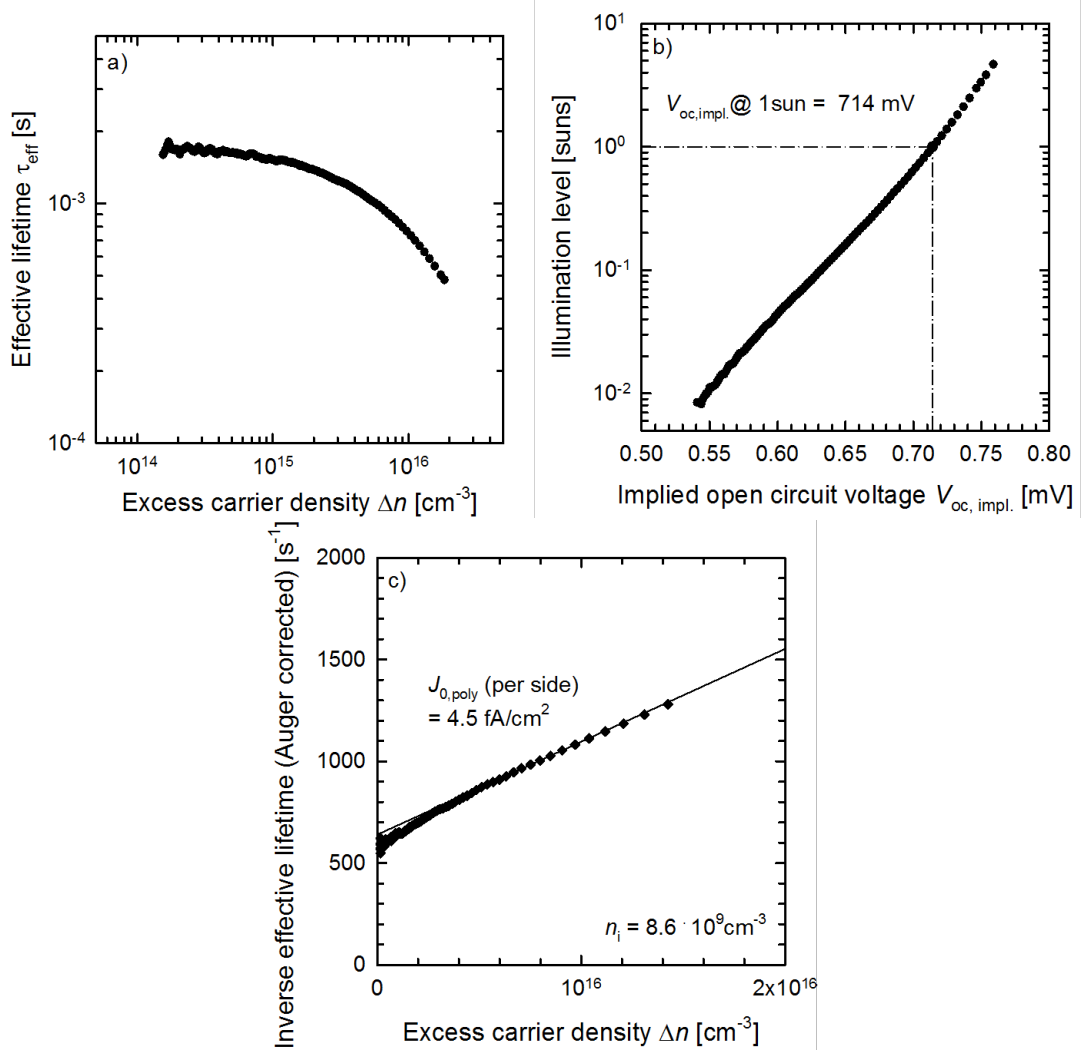 a)
Effective lifetime τeff [s]
10-3
10-4
1014 1015 1016
Excess carrier density Δn [cm-3]
b)
Voc,impl.@ 1sun = 714 mV
Illumination level [suns]
101
100
10-1
10-2
0.50 0.55 0.60 0.65 0.70 0.75 0.80
Implied open circuit voltage Voc, impl. [mV]
c)
Inverse effective lifetime (Auger corrected) [s-1]
2000
1500
1000
500
0
J0,poly (per side)
= 4.5 fA/cm2
ni = 8.6 · 109cm-3
0 1016 2x1016
Excess carrier density Δn [cm-3]